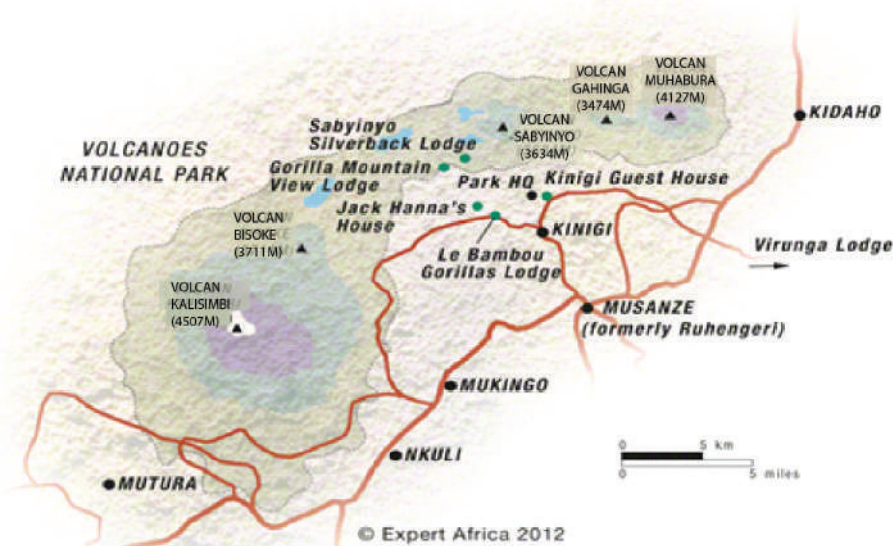 VOLCAN
MUHABURA
(4127M)
VOLCAN
GAHINGA
(3474M)
KIDAHO
VOLCAN
SABYINYO
(3634M)
Sabyinyo
Silverback Lodge
VOLCANOES
NATIONAL PARK
Gorilla Mountain
View Lodge
Park HQ
Kinigi Guest House
Jack Hanna's
House
VOLCAN
BISOKE
(3711M)
KINIGI
Virunga Lodge
Le Bambou
Gorillas Lodge
VOLCAN
KALISIMBI
(4507M)
MUSANZE
(formerly Ruhengeri)
MUKINGO
NKULI
0 5 km
0 5 miles
MUTURA
© Expert Africa 2012